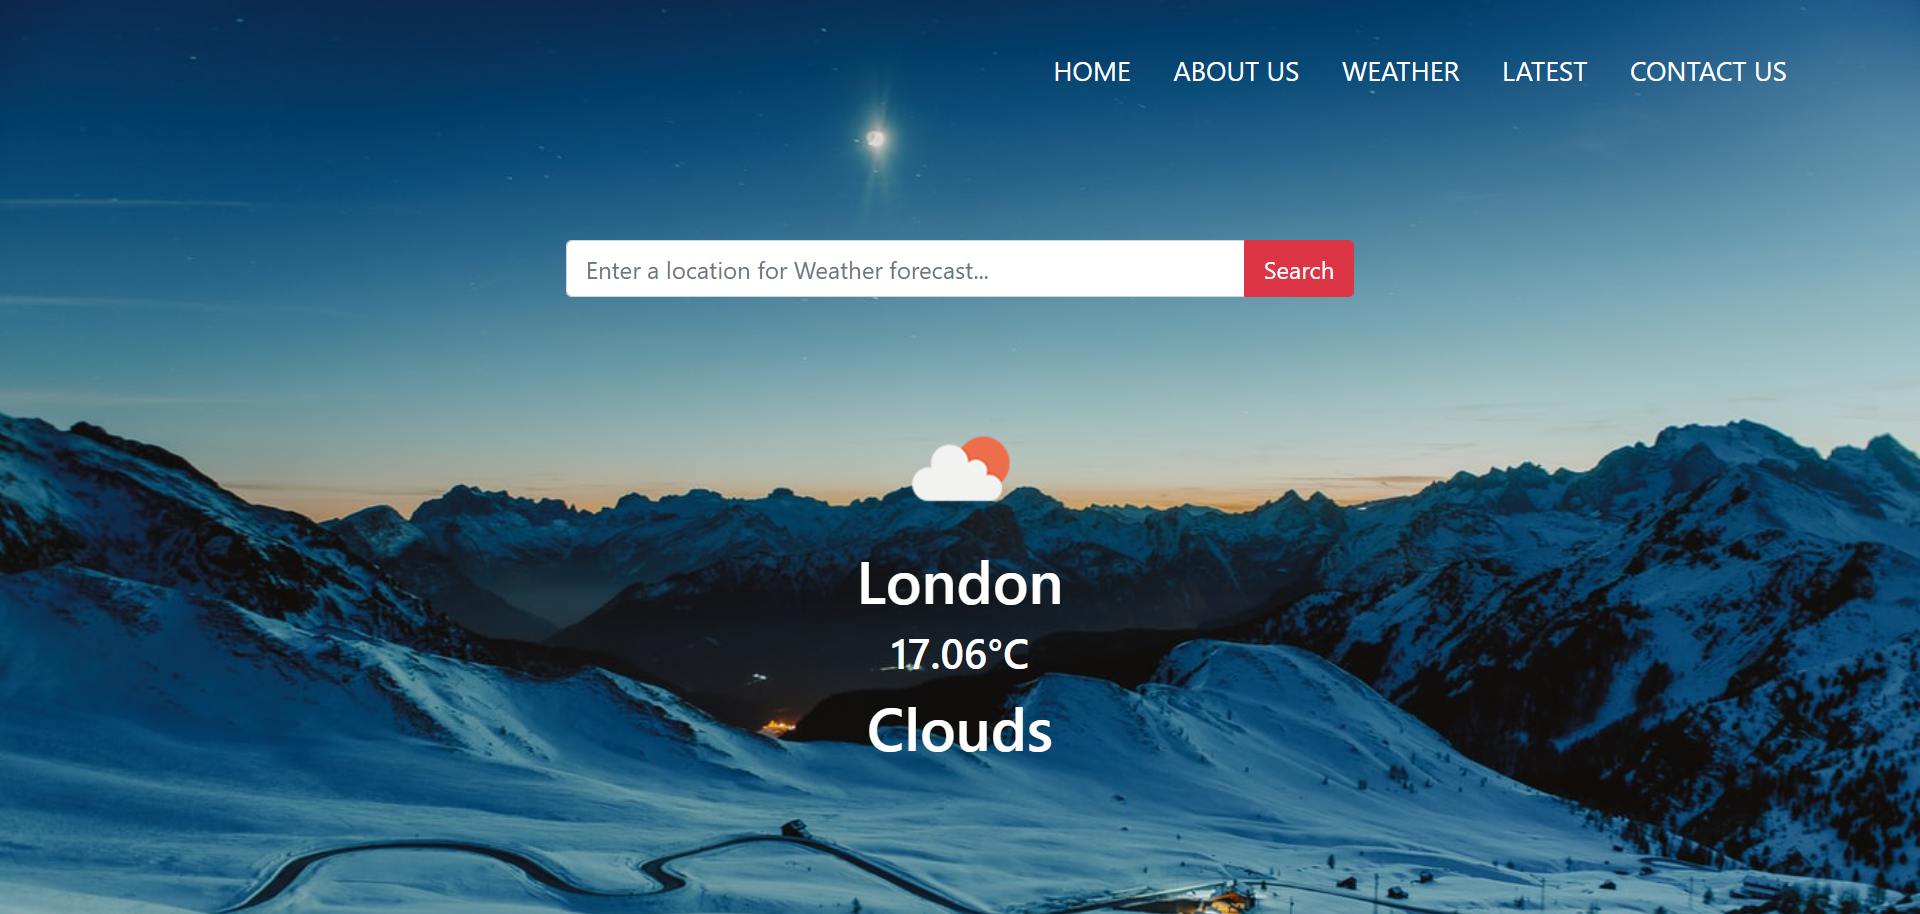 HOME ABOUT US WEATHER LATEST CONTACT US
Enter a location for Weather forecast... Search
London
17.06°C
Clouds